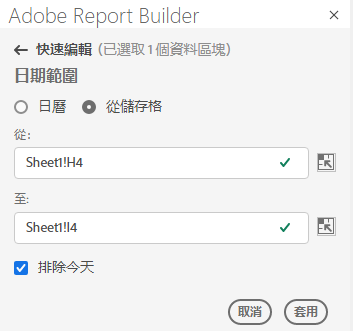 Adobe Report Builder
快速編輯 (已選取 1 個資料區塊)
日期範圍
日曆 從儲存格
從:
Sheet1!H4
至:
Sheet1!I4
排除今天
取消 套用